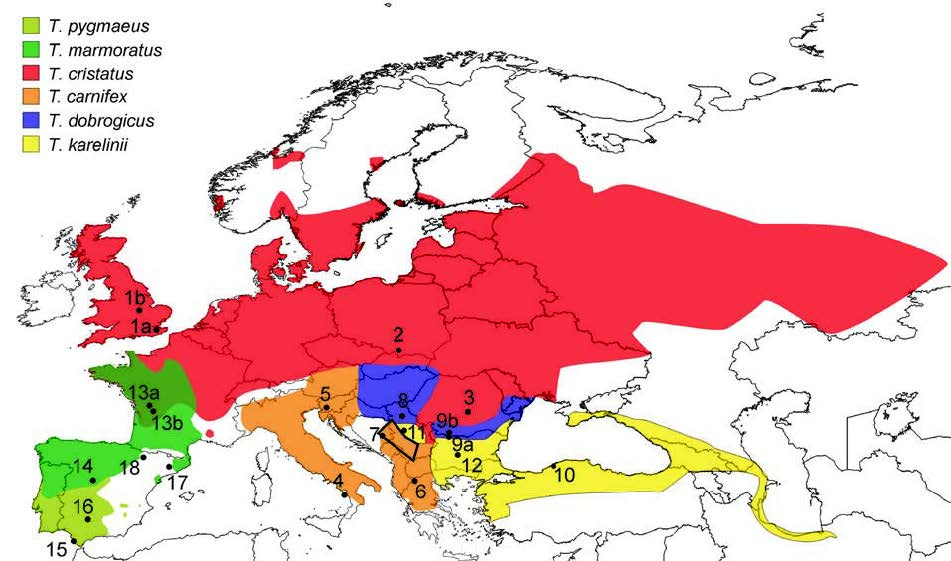 T. pygmaeus
T. marmoratus
T. cristatus
T. carnifex
T. dobrogicus
T. karelinii
1b
1a
2
13a
13b
5
8
3
9b
7
11
9a
12
10
14
18
17
4
6
16
15